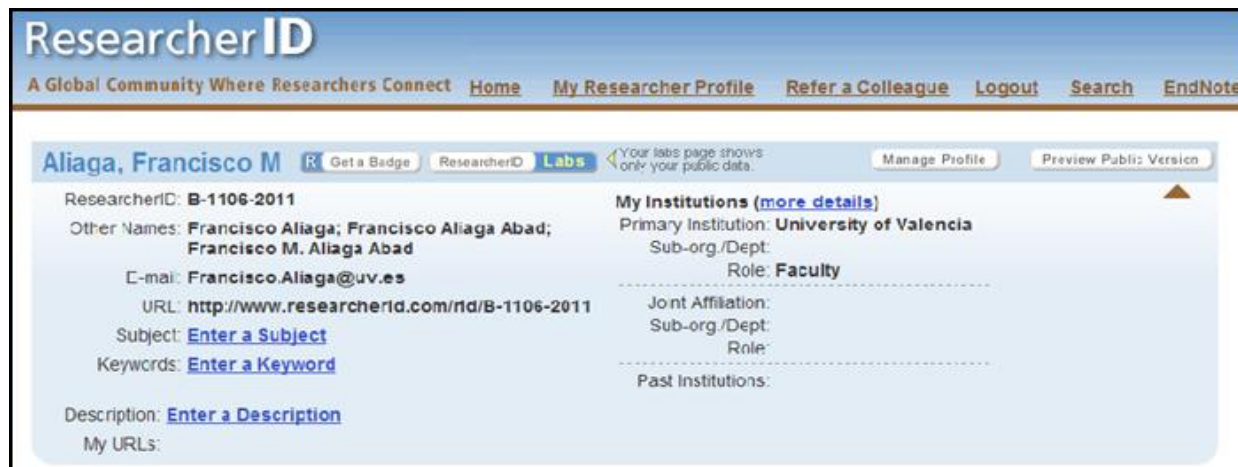 ResearcherID
A Global Community Where Researchers Connect Home My Researcher Profile Refer a Colleague Logout Search EndNote
Aliaga, Francisco M R Get a Badge ResearcherID Labs Your labs page shows only your public data. Manage Profile Preview Public Version
ResearcherID: B-1106-2011
Other Names: Francisco Aliaga; Francisco Aliaga Abad;
Francisco M. Aliaga Abad
E-mail: Francisco.Aliaga@uv.es
URL: http://www.researcherid.com/rid/B-1106-2011
Subject: Enter a Subject
Keywords: Enter a Keyword
Description: Enter a Description
My URLs:
My Institutions (more details)
Primary Institution: University of Valencia
Sub-org./Dept:
Role: Faculty
Joint Affiliation:
Sub-org./Dept:
Role:
Past Institutions: